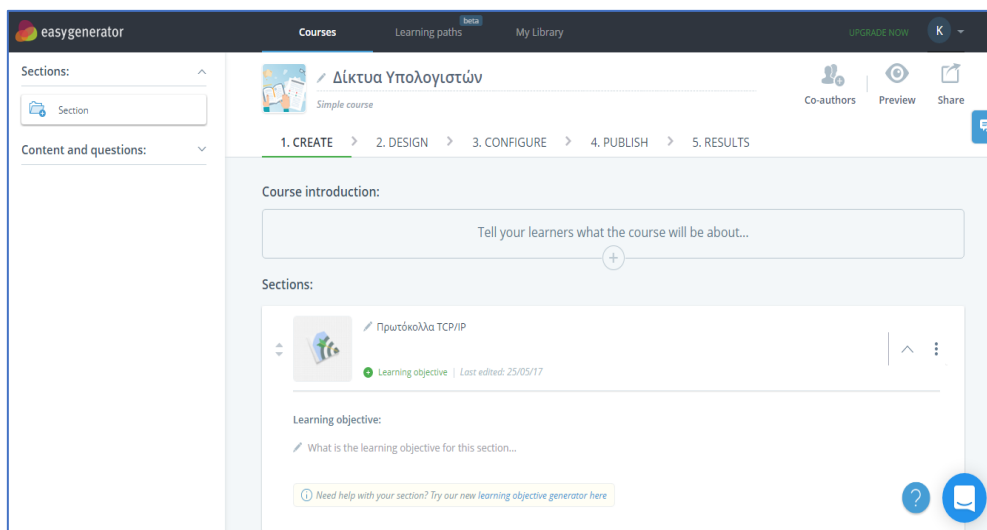 easygenerator
Courses
Learning paths
beta
My Library
UPGRADE NOW
K
Sections:
Section
Content and questions:
Δίκτυα Υπολογιστών
Simple course
Co-authors
Preview
Share
1. CREATE > 2. DESIGN > 3. CONFIGURE > 4. PUBLISH > 5. RESULTS
Course introduction:
Tell your learners what the course will be about...
Sections:
Πρωτόκολλα TCP/IP
Learning objective | Last edited: 25/05/17
Learning objective:
What is the learning objective for this section...
Need help with your section? Try our new learning objective generator here
?